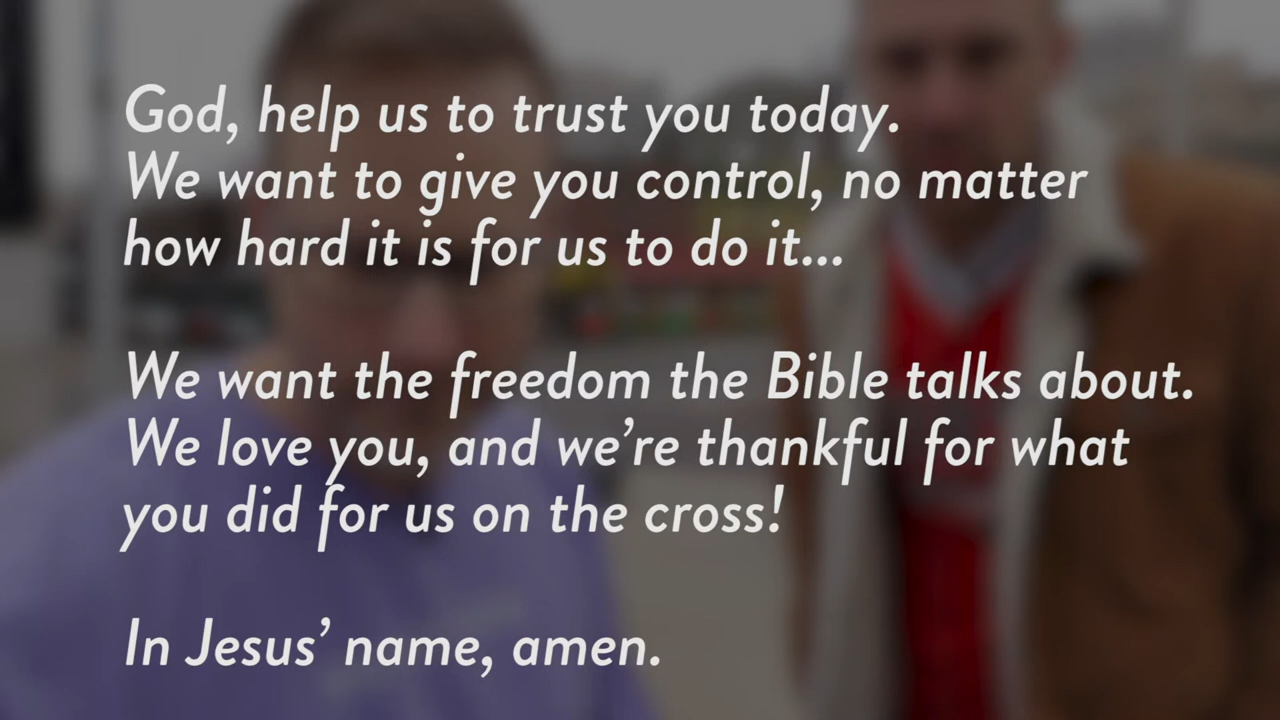 God, help us to trust you today.
We want to give you control, no matter
how hard it is for us to do it...
We want the freedom the Bible talks about.
We love you, and we’re thankful for what
you did for us on the cross!
In Jesus’ name, amen.